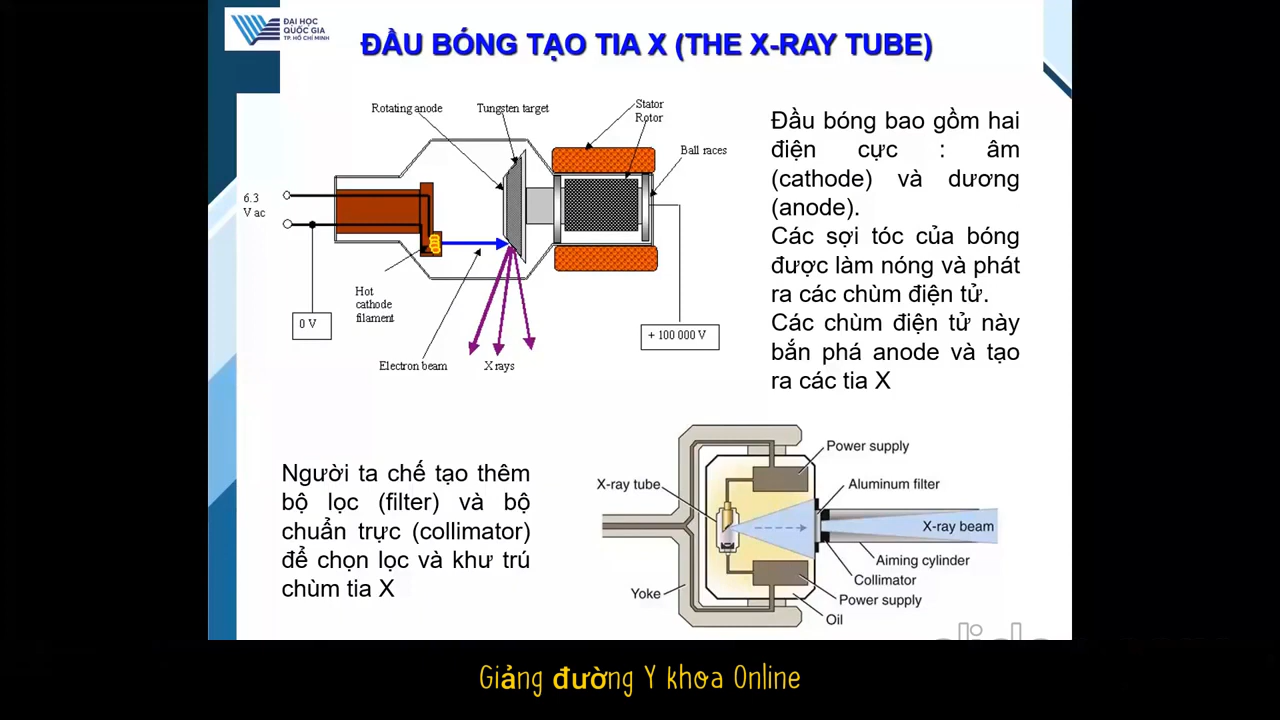 ĐẠI HỌC
QUỐC GIA
TP. HỒ CHÍ MINH
ĐẦU BÓNG TẠO TIA X (THE X-RAY TUBE)
Rotating anode
Tungsten target
Stator
Rotor
Ball races
6.3
V ac
Hot
cathode
filament
0 V
+ 100 000 V
Electron beam
X rays
Đầu bóng bao gồm hai
điện cực : âm
(cathode) và dương
(anode).
Các sợi tóc của bóng
được làm nóng và phát
ra các chùm điện tử.
Các chùm điện tử này
bắn phá anode và tạo
ra các tia X
Người ta chế tạo thêm
bộ lọc (filter) và bộ
chuẩn trực (collimator)
để chọn lọc và khư trú
chùm tia X
Power supply
X-ray tube
Aluminum filter
X-ray beam
Aiming cylinder
Collimator
Yoke
Power supply
Oil
Giảng đường Y khoa Online